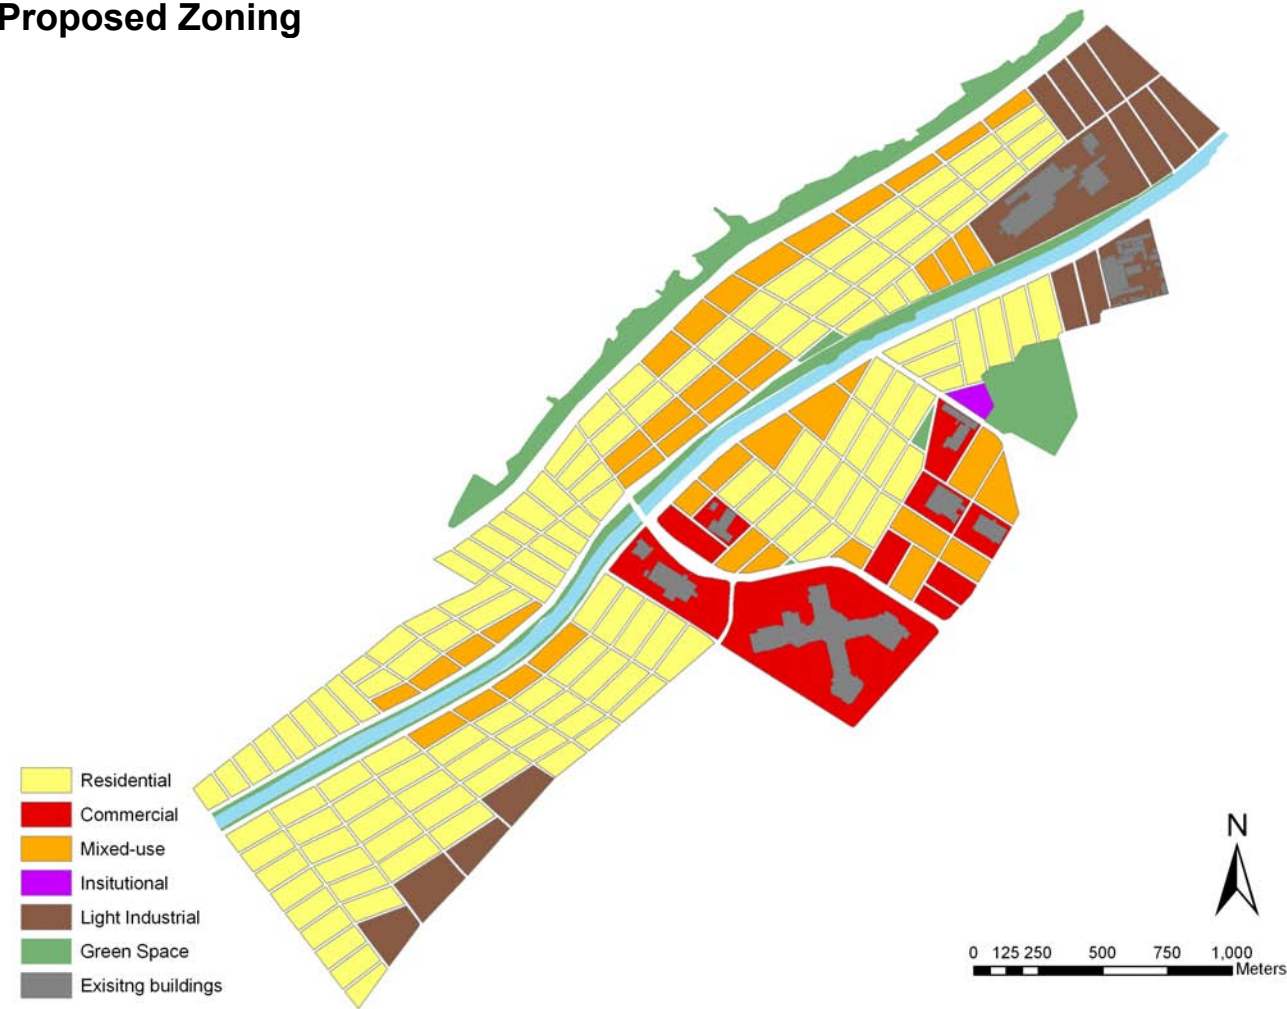 Proposed Zoning
Residential
Commercial
Mixed-use
Insitutional
Light Industrial
Green Space
Exisitng buildings
N
0 125 250 500 750 1,000
Meters